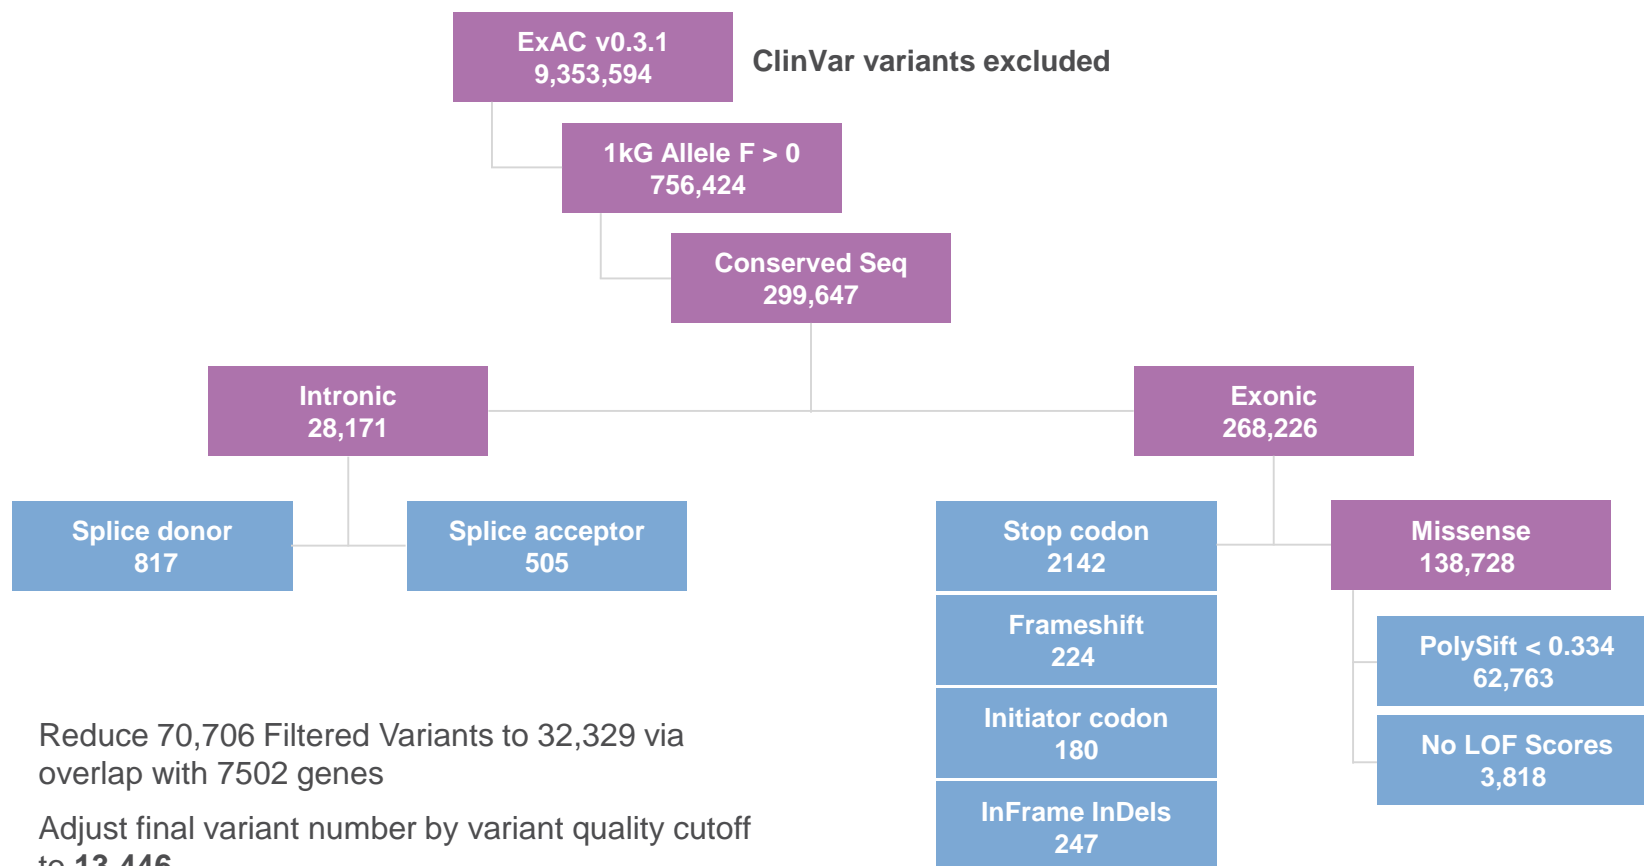 ExAC v0.3.1
9,353,594
ClinVar variants excluded
1kG Allele F > 0
756,424
Conserved Seq
299,647
Intronic
28,171
Exonic
268,226
Splice donor
817
Splice acceptor
505
Stop codon
2142
Missense
138,728
Frameshift
224
PolySift < 0.334
62,763
Initiator codon
180
No LOF Scores
3,818
InFrame InDels
247
Reduce 70,706 Filtered Variants to 32,329 via
overlap with 7502 genes
Adjust final variant number by variant quality cutoff
to 13,446